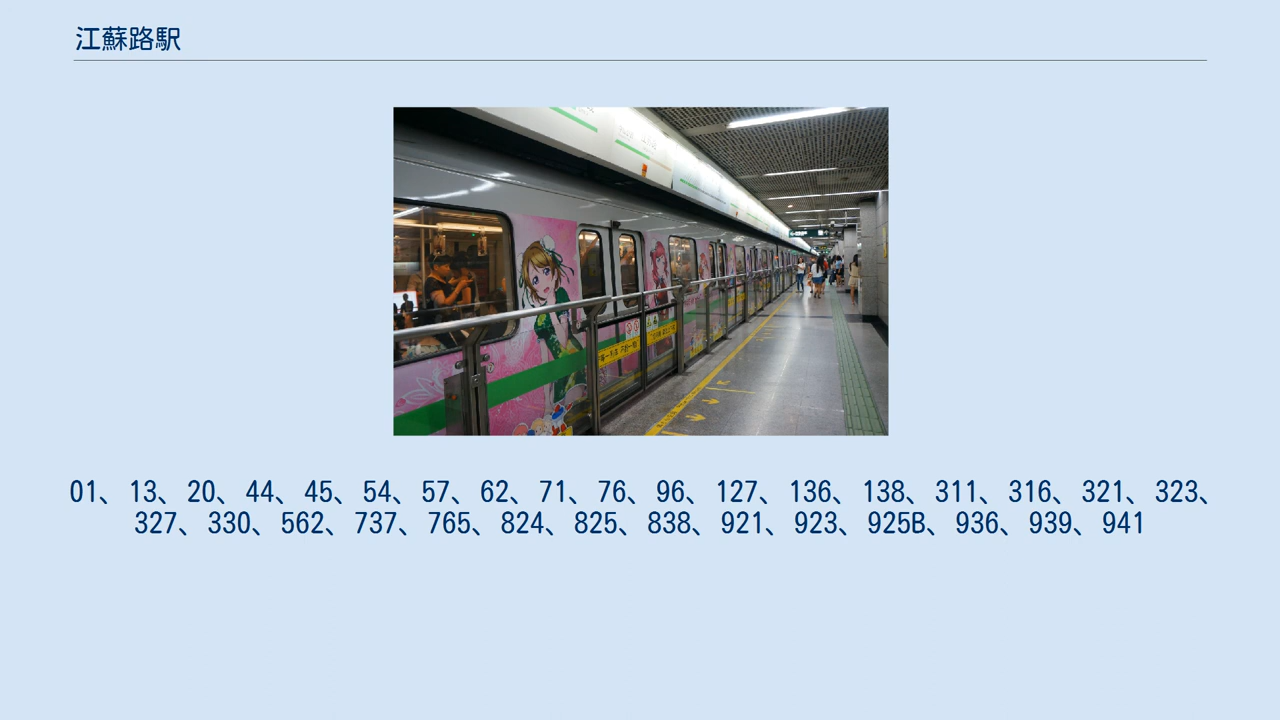 江蘇路駅
01、 13、 20、 44、 45、 54、 57、 62、 71、 76、 96、 127、 136、 138、 311、 316、 321、 323、
327、 330、 562、 737、 765、 824、 825、 838、 921、 923、 925B、 936、 939、 941